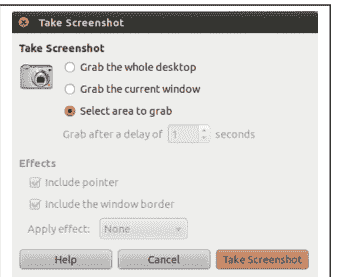 Take Screenshot
Take Screenshot
Grab the whole desktop
Grab the current window
Select area to grab
Grab after a delay of 1 seconds
Effects
Include pointer
Include the window border
Apply effect: None
Help Cancel Take Screenshot